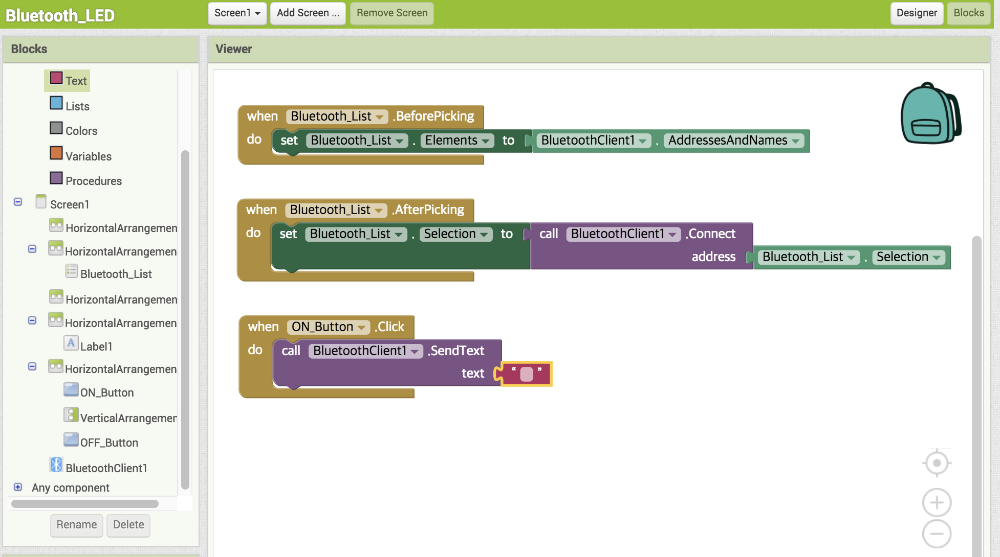 Bluetooth_LED
Screen1
Add Screen ...
Remove Screen
Designer
Blocks
Blocks
Text
Lists
Colors
Variables
Procedures
Screen1
HorizontalArrangemen
HorizontalArrangemen
Bluetooth_List
HorizontalArrangemen
HorizontalArrangemen
A Label1
HorizontalArrangemen
ON_Button
VerticalArrangemen
OFF_Button
BluetoothClient1
Any component
Rename
Delete
Viewer
when Bluetooth_List .BeforePicking
do set Bluetooth_List . Elements to BluetoothClient1 . AddressesAndNames
when Bluetooth_List .AfterPicking
do set Bluetooth_List . Selection to call BluetoothClient1 .Connect
address Bluetooth_List . Selection
when ON_Button .Click
do call BluetoothClient1 .SendText
text “ ”